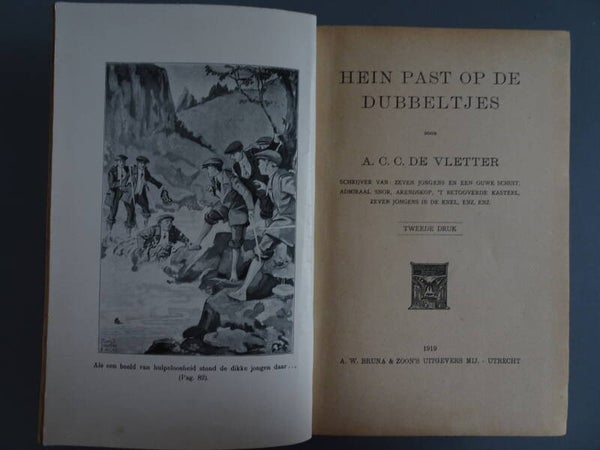 Als een beeld van hulpeloosheid stond de dikke jongen daar...
(Pag. 82).
HEIN PAST OP DE
DUBBELTJES
DOOR
A. C. C. DE VLETTER
SCHRIJVER VAN: ZEVEN JONGENS EN EEN OUWE SCHUIT,
ADMIRAAL SNOR, ARENDSKOP, 'T BETOOVERDE KASTEEL,
ZEVEN JONGENS IN DE KNEL, ENZ. ENZ.
TWEEDE DRUK
1919
A. W. BRUNA & ZOON'S UITGEVERS MIJ. - UTRECHT